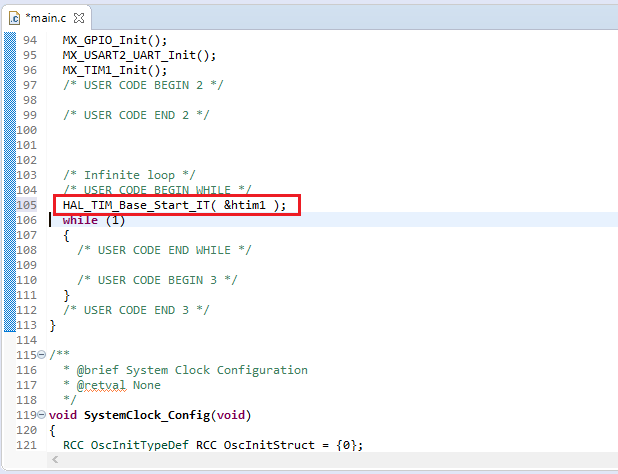 *main.c
94 MX_GPIO_Init();
95 MX_USART2_UART_Init();
96 MX_TIM1_Init();
97 /* USER CODE BEGIN 2 */
98
99 /* USER CODE END 2 */
100
101
102
103 /* Infinite loop */
104 /* USER CODE BEGIN WHILE */
105 HAL_TIM_Base_Start_IT( &htim1 );
106 while (1)
107 {
108 /* USER CODE END WHILE */
109
110 /* USER CODE BEGIN 3 */
111 }
112 /* USER CODE END 3 */
113 }
114
115 /**
116 * @brief System Clock Configuration
117 * @retval None
118 */
119 void SystemClock_Config(void)
120 {
121 RCC_OscInitTypeDef RCC_OscInitStruct = {0};